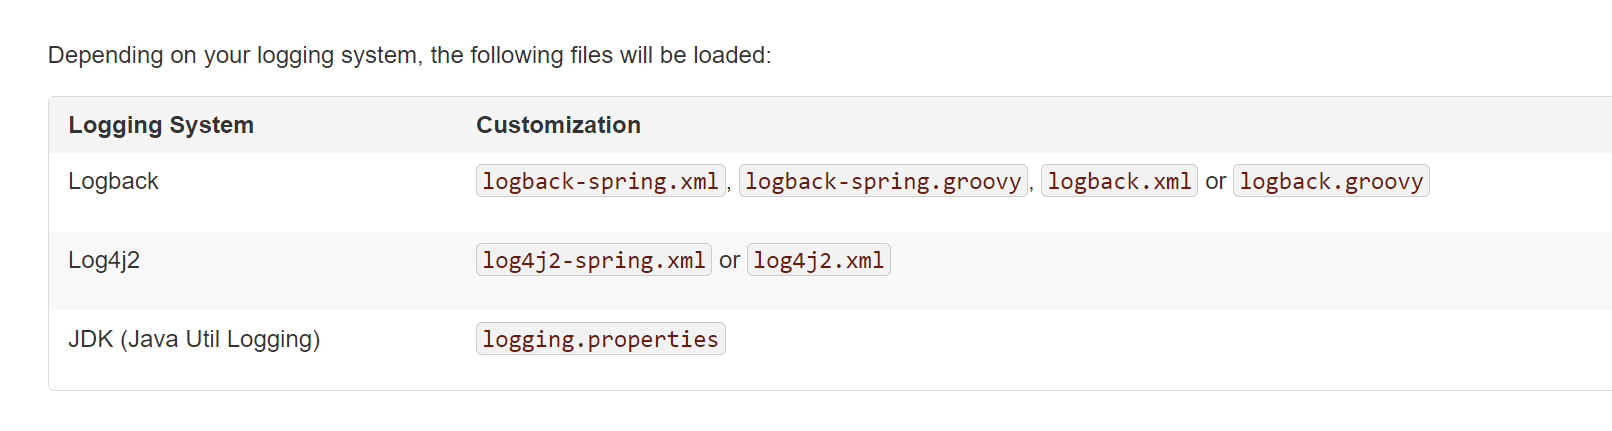 Depending on your logging system, the following files will be loaded:
Logging System Customization
Logback logback-spring.xml, logback-spring.groovy, logback.xml or logback.groovy
Log4j2 log4j2-spring.xml or log4j2.xml
JDK (Java Util Logging) logging.properties